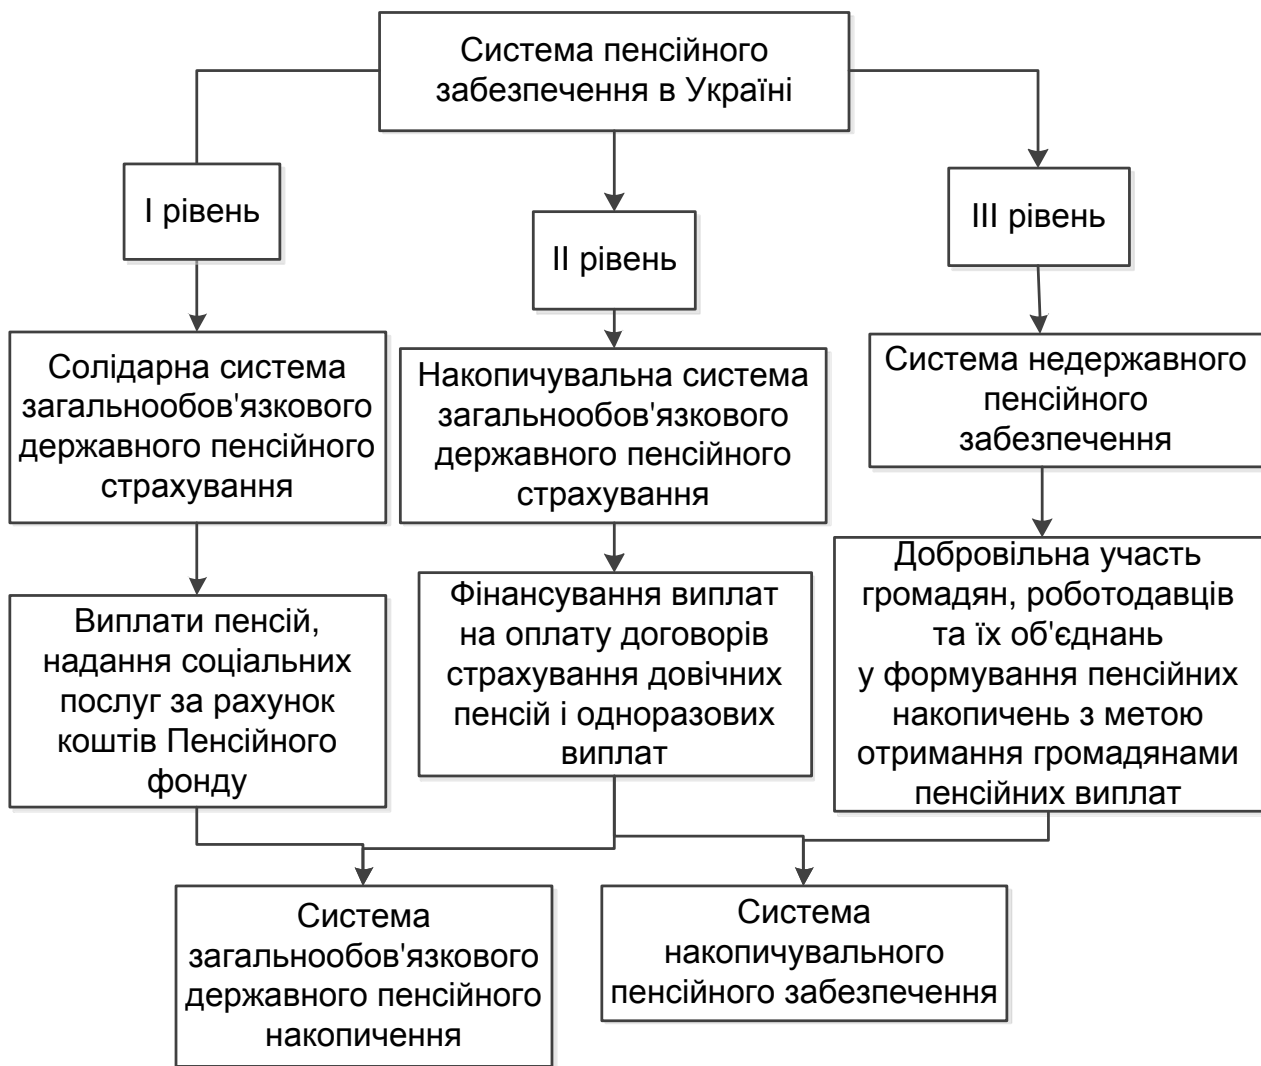 Система пенсійного
забезпечення в Україні
І рівень
ІІ рівень
ІІІ рівень
Солідарна система
загальнообов'язкового
державного пенсійного
страхування
Накопичувальна система
загальнообов'язкового
державного пенсійного
страхування
Система недержавного
пенсійного
забезпечення
Виплати пенсій,
надання соціальних
послуг за рахунок
коштів Пенсійного
фонду
Фінансування виплат
на оплату договорів
страхування довічних
пенсій і одноразових
виплат
Добровільна участь
громадян, роботодавців
та їх об'єднань
у формування пенсійних
накопичень з метою
отримання громадянами
пенсійних виплат
Система
загальнообов'язкового
державного пенсійного
накопичення
Система
накопичувального
пенсійного забезпечення